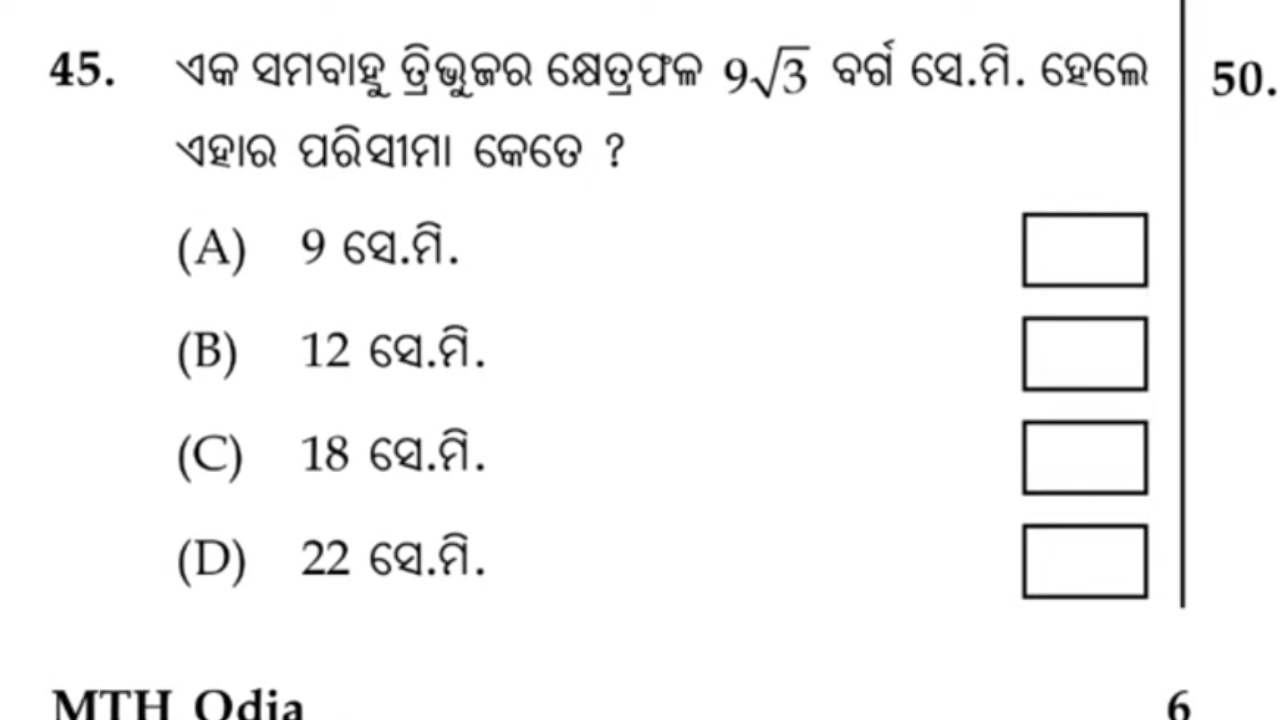 45. ଏକ ସମବାହୁ ତ୍ରିଭୁଜର କ୍ଷେତ୍ରଫଳ 9√3 ବର୍ଗ ସେ.ମି. ହେଲେ
ଏହାର ପରିସୀମା କେତେ ?
(A) 9 ସେ.ମି.
(B) 12 ସେ.ମି.
(C) 18 ସେ.ମି.
(D) 22 ସେ.ମି.
50.
MTH Odia
6